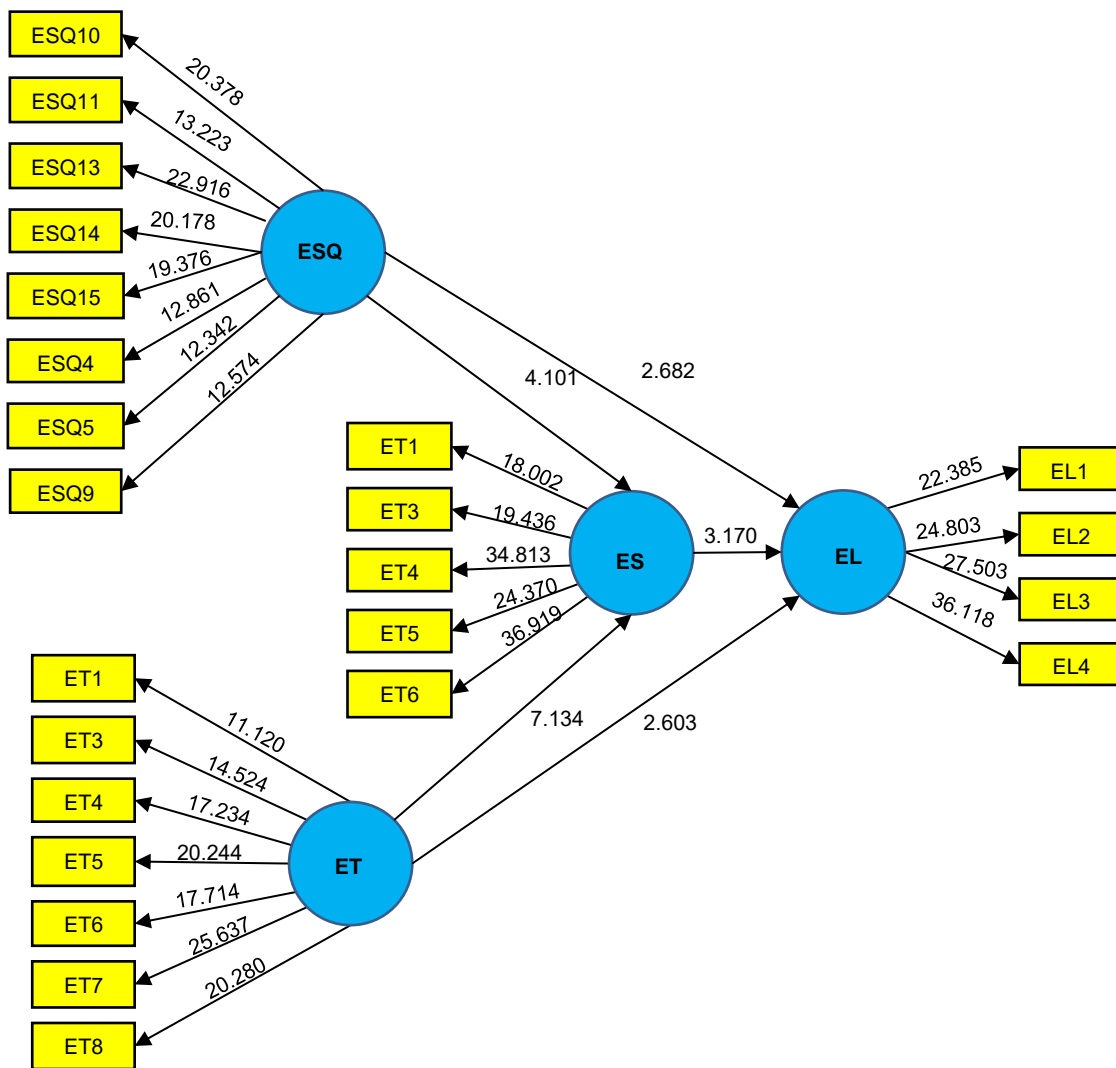 ESQ10
20.378
ESQ11
13.223
ESQ13
22.916
ESQ14
20.178
ESQ15
19.376
ESQ4
12.861
ESQ5
12.342
ESQ9
12.574
ESQ
4.101
2.682
ET1
18.002
ET3
19.436
ET4
34.813
ET5
24.370
ET6
36.919
ES
3.170
EL
22.385
EL1
24.803
EL2
27.503
EL3
36.118
EL4
7.134
2.603
ET1
11.120
ET3
14.524
ET4
17.234
ET5
20.244
ET6
17.714
ET7
25.637
ET8
20.280
ET